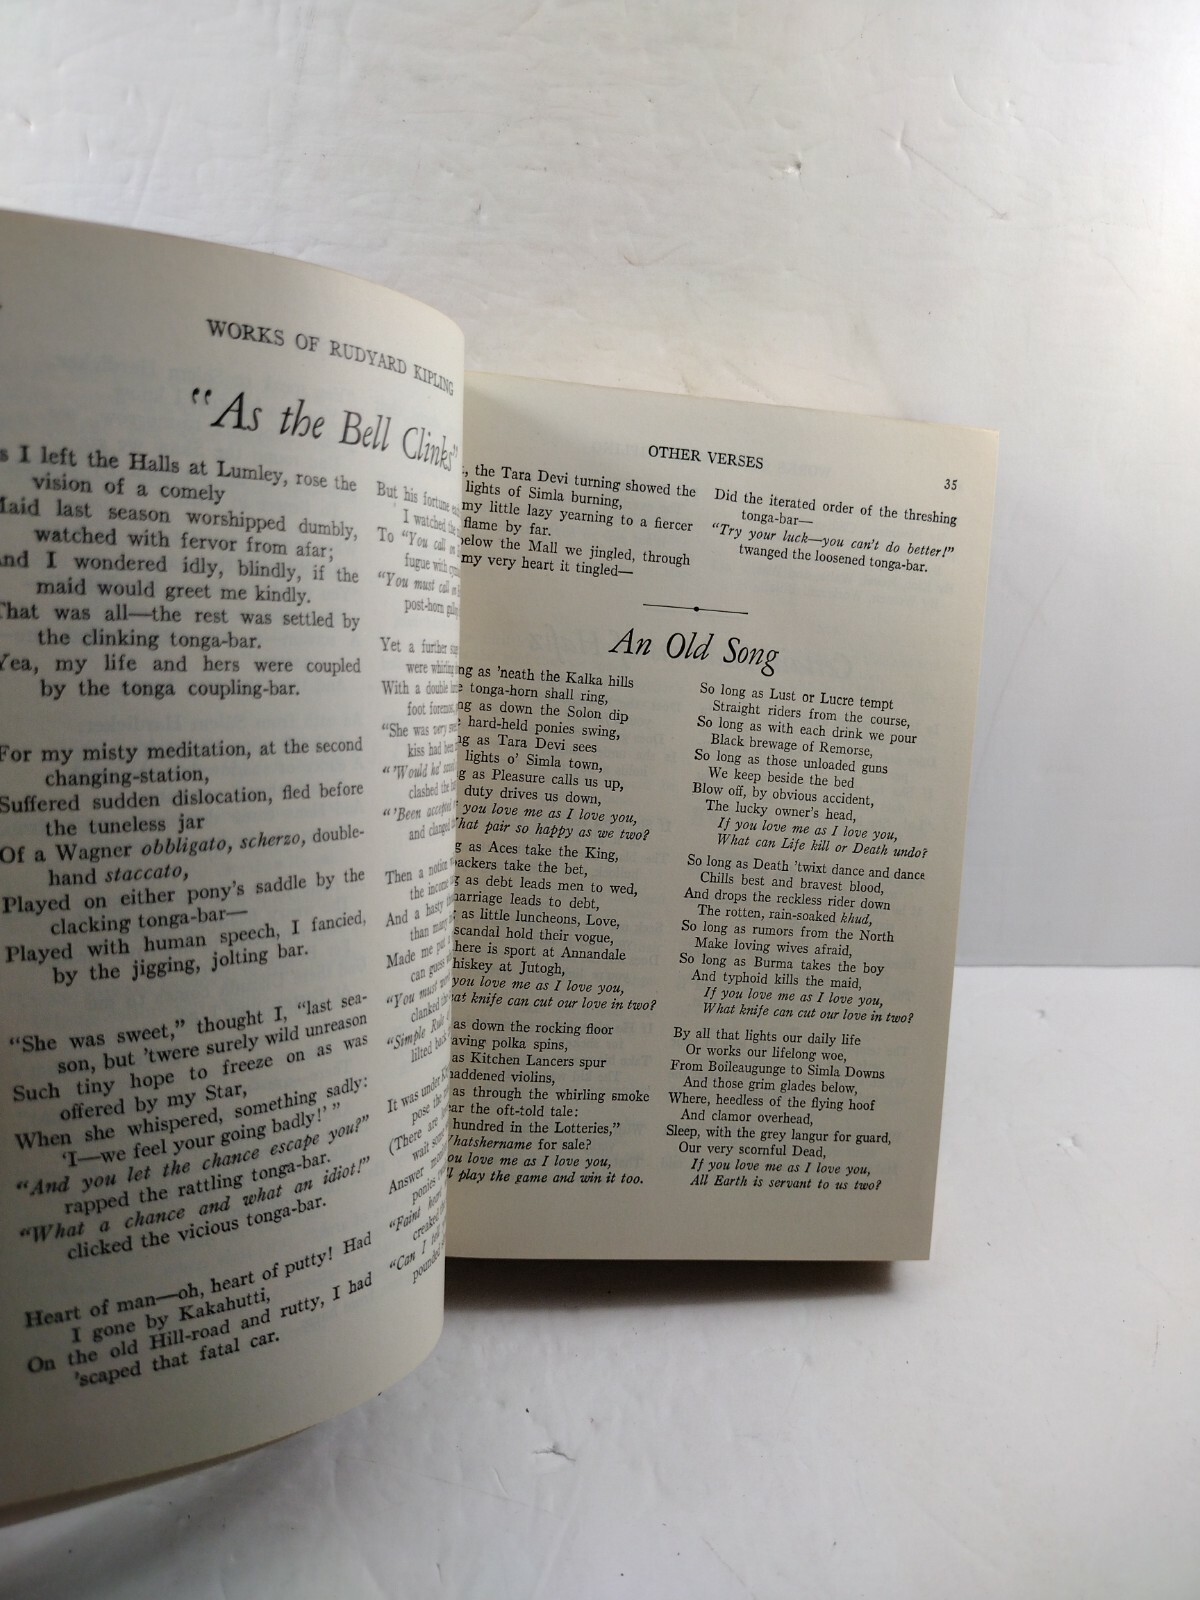 WORKS OF RUDYARD KIPLING
"As the Bell Clinks"
s I left the Halls at Lumley, rose the
vision of a comely
Maid last season worshipped dumbly,
watched with fervor from afar;
And I wondered idly, blindly, if the
maid would greet me kindly.
That was all—the rest was settled by
the clinking tonga-bar.
Yea, my life and hers were coupled
by the tonga coupling-bar.
For my misty meditation, at the second
changing-station,
Suffered sudden dislocation, fled before
the tuneless jar
Of a Wagner obbligato, scherzo, double-
hand staccato,
Played on either pony's saddle by the
clacking tonga-bar—
Played with human speech, I fancied,
by the jigging, jolting bar.
"She was sweet," thought I, "last sea-
son, but 'twere surely wild unreason
Such tiny hope to freeze on as was
offered by my Star,
When she whispered, something sadly:
'I—we feel your going badly!' "
"And you let the chance escape you?"
rapped the rattling tonga-bar.
"What a chance and what an idiot!"
clicked the vicious tonga-bar.
Heart of man—oh, heart of putty! Had
I gone by Kakahutti,
On the old Hill-road and rutty, I had
'scaped that fatal car.
But his fortune
I watched the
To "You call on
fugue with
"You must call on
post-horn
Yet a further
were whirling
With a double
foot foremost,
"She was very
kiss had been
"'Would ha'
clashed the
"'Been accepted
and clanged
Then a notion
the
And a hasty
than
Made me put
can guess
"You must
clanked the
"Simple Rule
lilted back
It was under
pose the
(There are
wait
Answer
ponies
"Faint heart
creaked
"Can I tell
pounded
OTHER VERSES
35
, the Tara Devi turning showed the
lights of Simla burning,
my little lazy yearning to a fiercer
flame by far.
below the Mall we jingled, through
my very heart it tingled—
Did the iterated order of the threshing
tonga-bar—
"Try your luck—you can't do better!"
twanged the loosened tonga-bar.
An Old Song
ng as 'neath the Kalka hills
e tonga-horn shall ring,
ng as down the Solon dip
e hard-held ponies swing,
ng as Tara Devi sees
lights o' Simla town,
g as Pleasure calls us up,
duty drives us down,
you love me as I love you,
What pair so happy as we two?
g as Aces take the King,
ackers take the bet,
g as debt leads men to wed,
marriage leads to debt,
as little luncheons, Love,
scandal hold their vogue,
here is sport at Annandale
hiskey at Jutogh,
you love me as I love you,
hat knife can cut our love in two?
as down the rocking floor
aving polka spins,
as Kitchen Lancers spur
addened violins,
as through the whirling smoke
ear the oft-told tale:
hundred in the Lotteries,"
Whatshername for sale?
ou love me as I love you,
ll play the game and win it too.
So long as Lust or Lucre tempt
Straight riders from the course,
So long as with each drink we pour
Black brewage of Remorse,
So long as those unloaded guns
We keep beside the bed
Blow off, by obvious accident,
The lucky owner's head,
If you love me as I love you,
What can Life kill or Death undo?
So long as Death 'twixt dance and dance
Chills best and bravest blood,
And drops the reckless rider down
The rotten, rain-soaked khud,
So long as rumors from the North
Make loving wives afraid,
So long as Burma takes the boy
And typhoid kills the maid,
If you love me as I love you,
What knife can cut our love in two?
By all that lights our daily life
Or works our lifelong woe,
From Boileaugunge to Simla Downs
And those grim glades below,
Where, heedless of the flying hoof
And clamor overhead,
Sleep, with the grey langur for guard,
Our very scornful Dead,
If you love me as I love you,
All Earth is servant to us two?